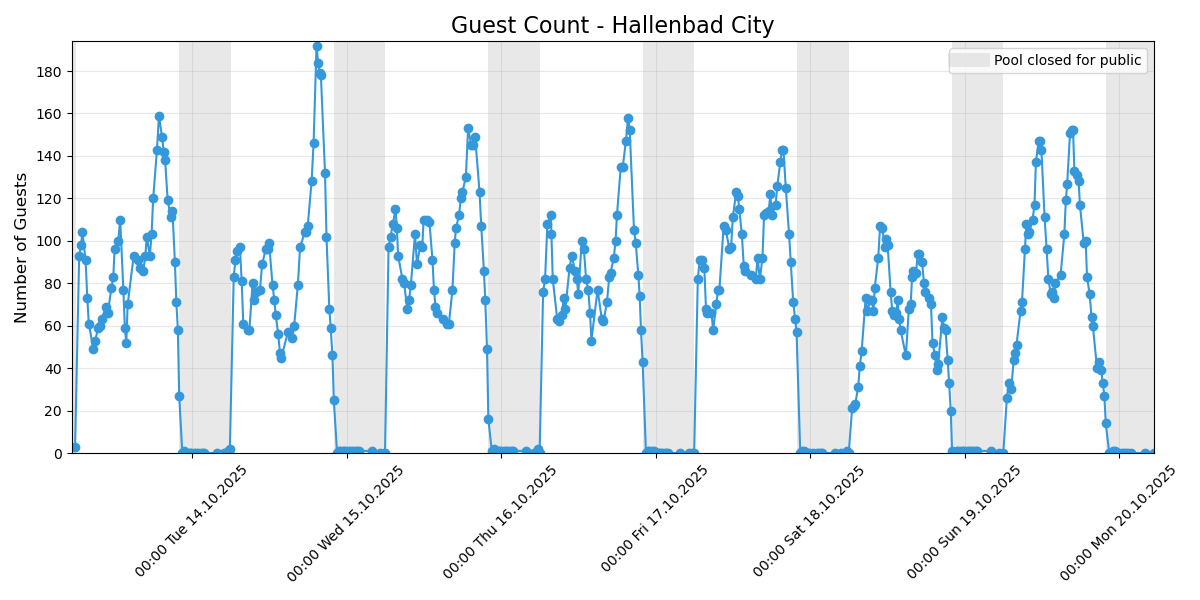 Guest Count - Hallenbad City
Pool closed for public
Number of Guests
180
160
140
120
100
80
60
40
20
0
00:00 Tue 14.10.2025
00:00 Wed 15.10.2025
00:00 Thu 16.10.2025
00:00 Fri 17.10.2025
00:00 Sat 18.10.2025
00:00 Sun 19.10.2025
00:00 Mon 20.10.2025